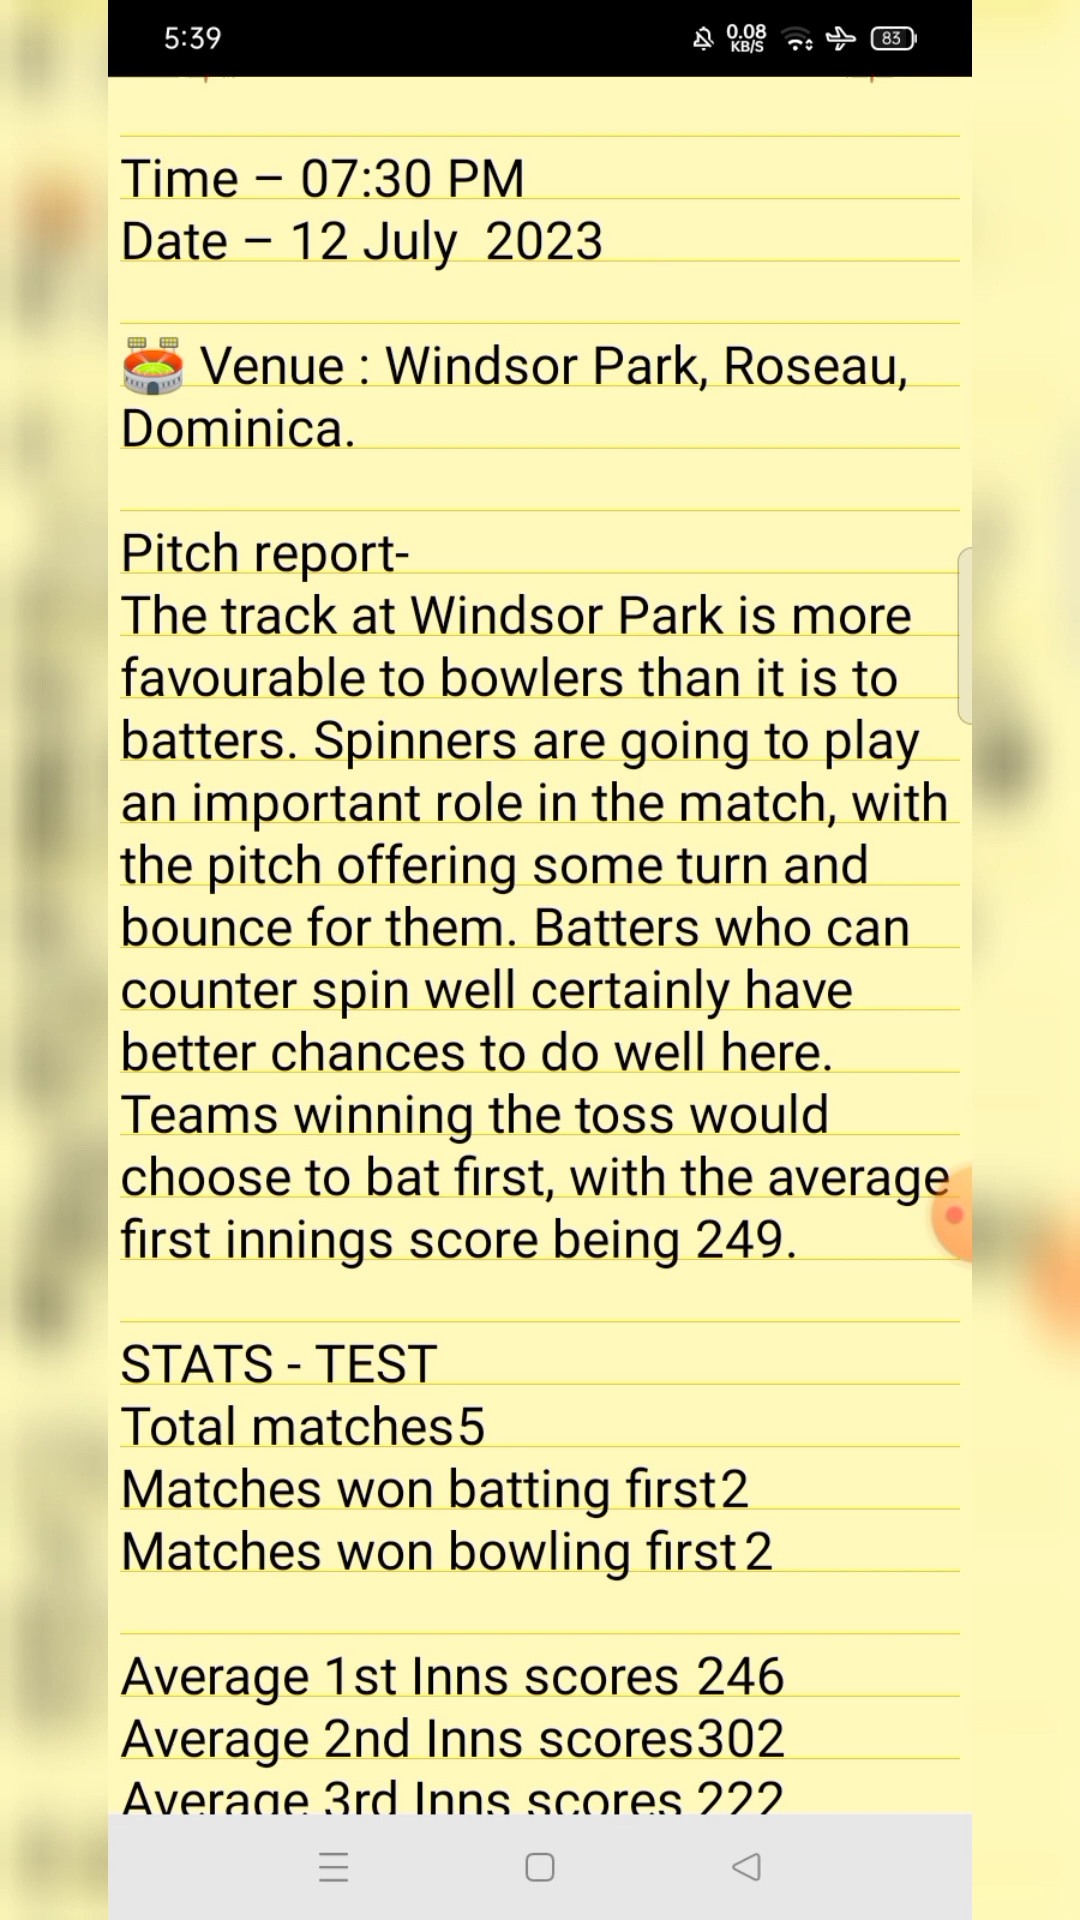 5:39
0.08
KB/S
83
Time – 07:30 PM
Date – 12 July  2023
Venue : Windsor Park, Roseau,
Dominica.
Pitch report-
The track at Windsor Park is more
favourable to bowlers than it is to
batters. Spinners are going to play
an important role in the match, with
the pitch offering some turn and
bounce for them. Batters who can
counter spin well certainly have
better chances to do well here.
Teams winning the toss would
choose to bat first, with the average
first innings score being 249.
STATS - TEST
Total matches5
Matches won batting first2
Matches won bowling first2
Average 1st Inns scores 246
Average 2nd Inns scores302
Average 3rd Inns scores 222